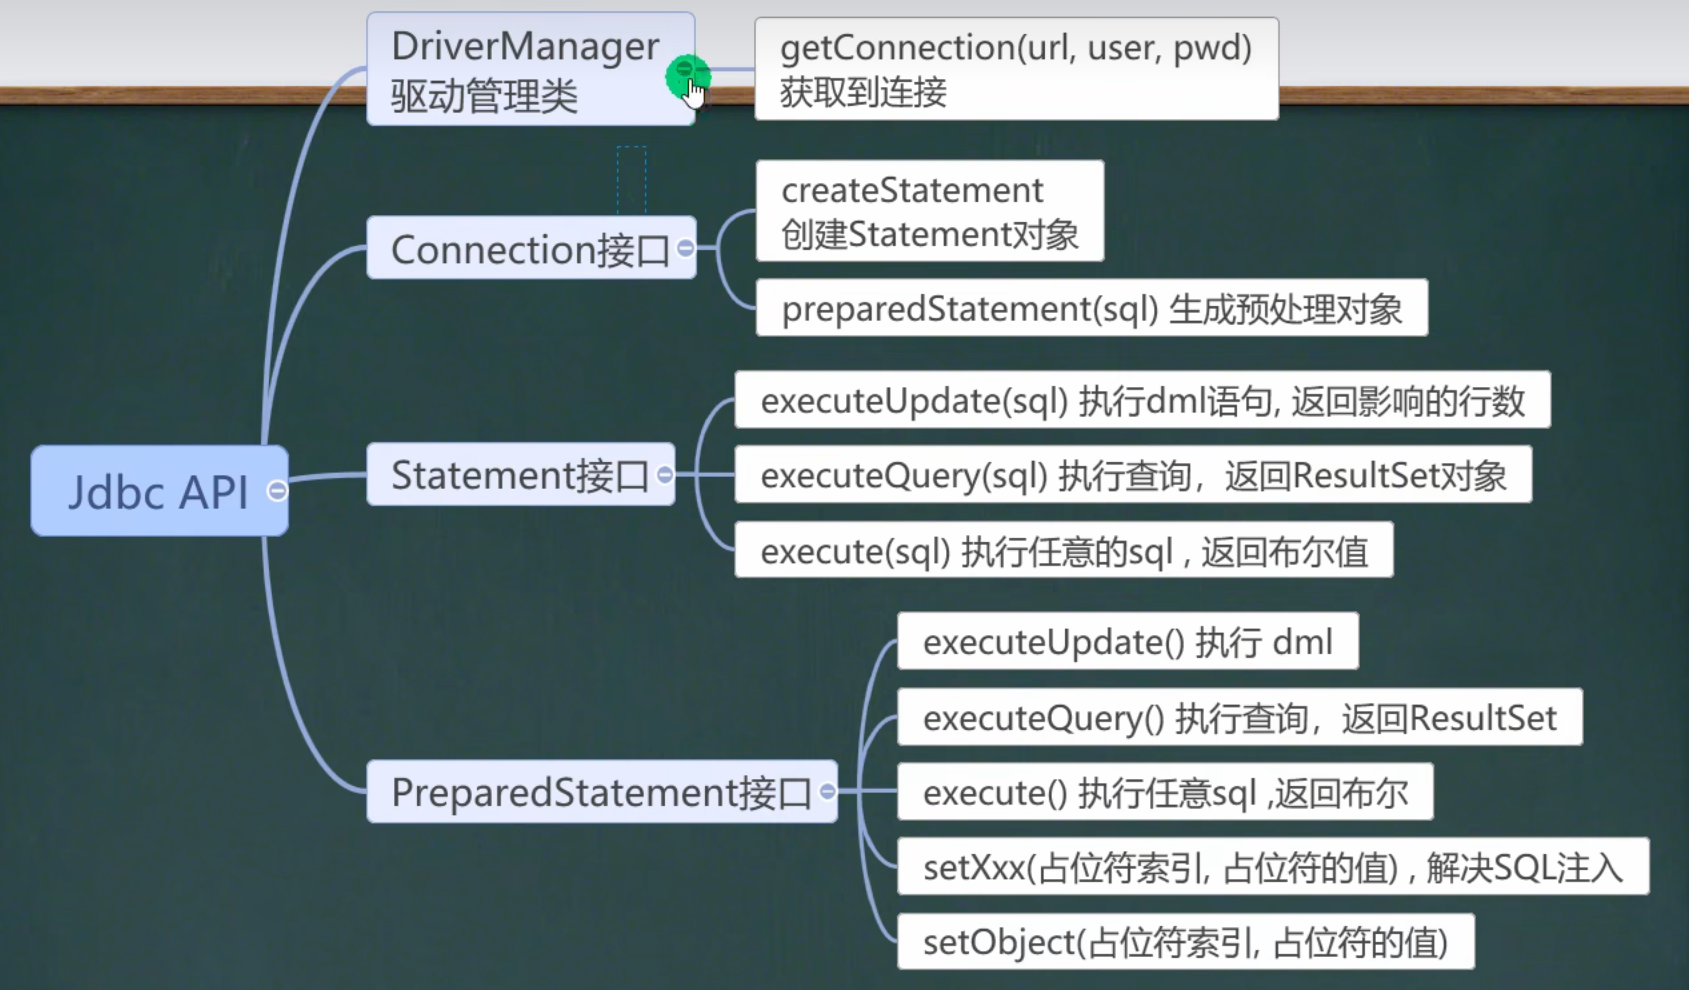 DriverManager
驱动管理类
getConnection(url, user, pwd)
获取到连接
Connection接口
createStatement
创建Statement对象
preparedStatement(sql) 生成预处理对象
Jdbc API
Statement接口
executeUpdate(sql) 执行dml语句, 返回影响的行数
executeQuery(sql) 执行查询，返回ResultSet对象
execute(sql) 执行任意的sql , 返回布尔值
PreparedStatement接口
executeUpdate() 执行 dml
executeQuery() 执行查询，返回ResultSet
execute() 执行任意sql ,返回布尔
setXxx(占位符索引, 占位符的值) , 解决SQL注入
setObject(占位符索引, 占位符的值)